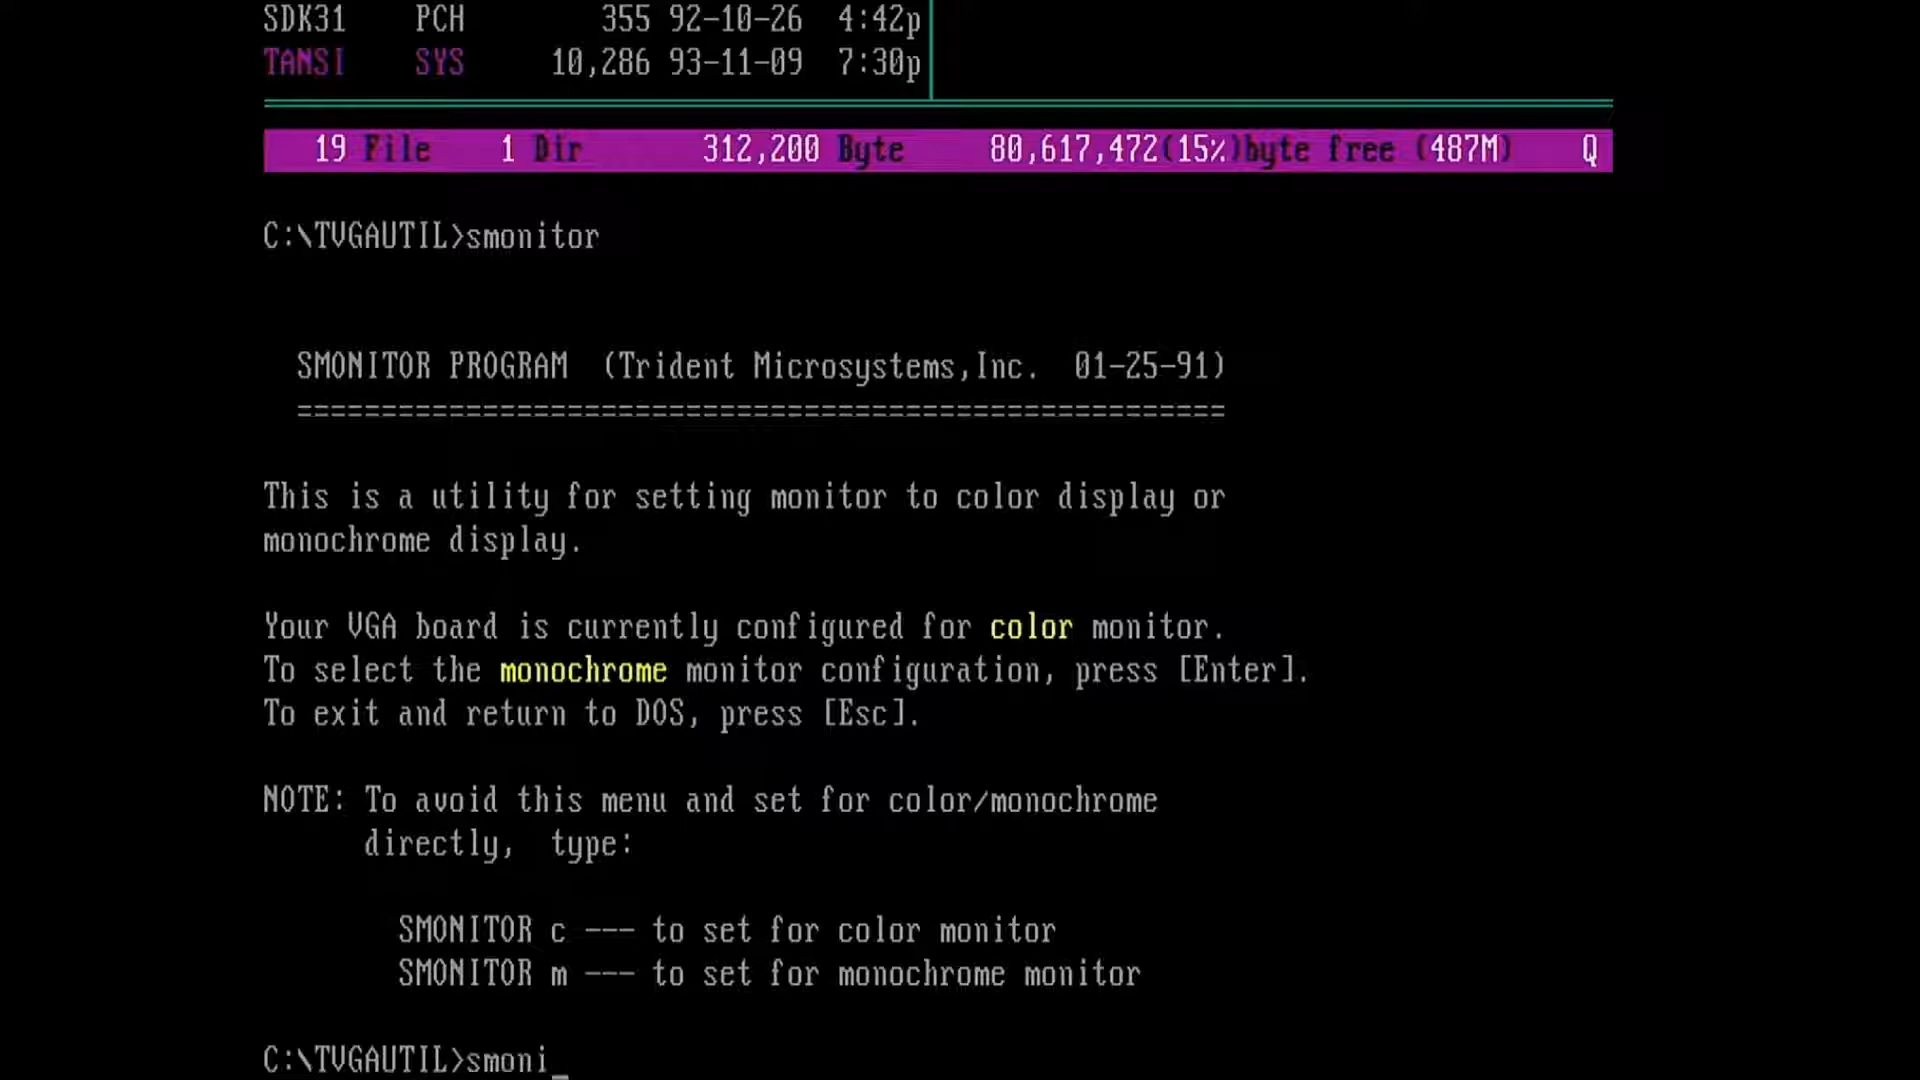 SDK31    PCH        355 92-10-26  4:42p
TANSI    SYS     10,286 93-11-09  7:30p
19 File    1 Dir       312,200 Byte     80,617,472(15%)byte free (487M)    Q
C:\TVGAUTIL>smonitor
SMONITOR PROGRAM  (Trident Microsystems,Inc.  01-25-91)
=======================================================
This is a utility for setting monitor to color display or
monochrome display.
Your VGA board is currently configured for color monitor.
To select the monochrome monitor configuration, press [Enter].
To exit and return to DOS, press [Esc].
NOTE: To avoid this menu and set for color/monochrome
directly,  type:
SMONITOR c --- to set for color monitor
SMONITOR m --- to set for monochrome monitor
C:\TVGAUTIL>smoni_